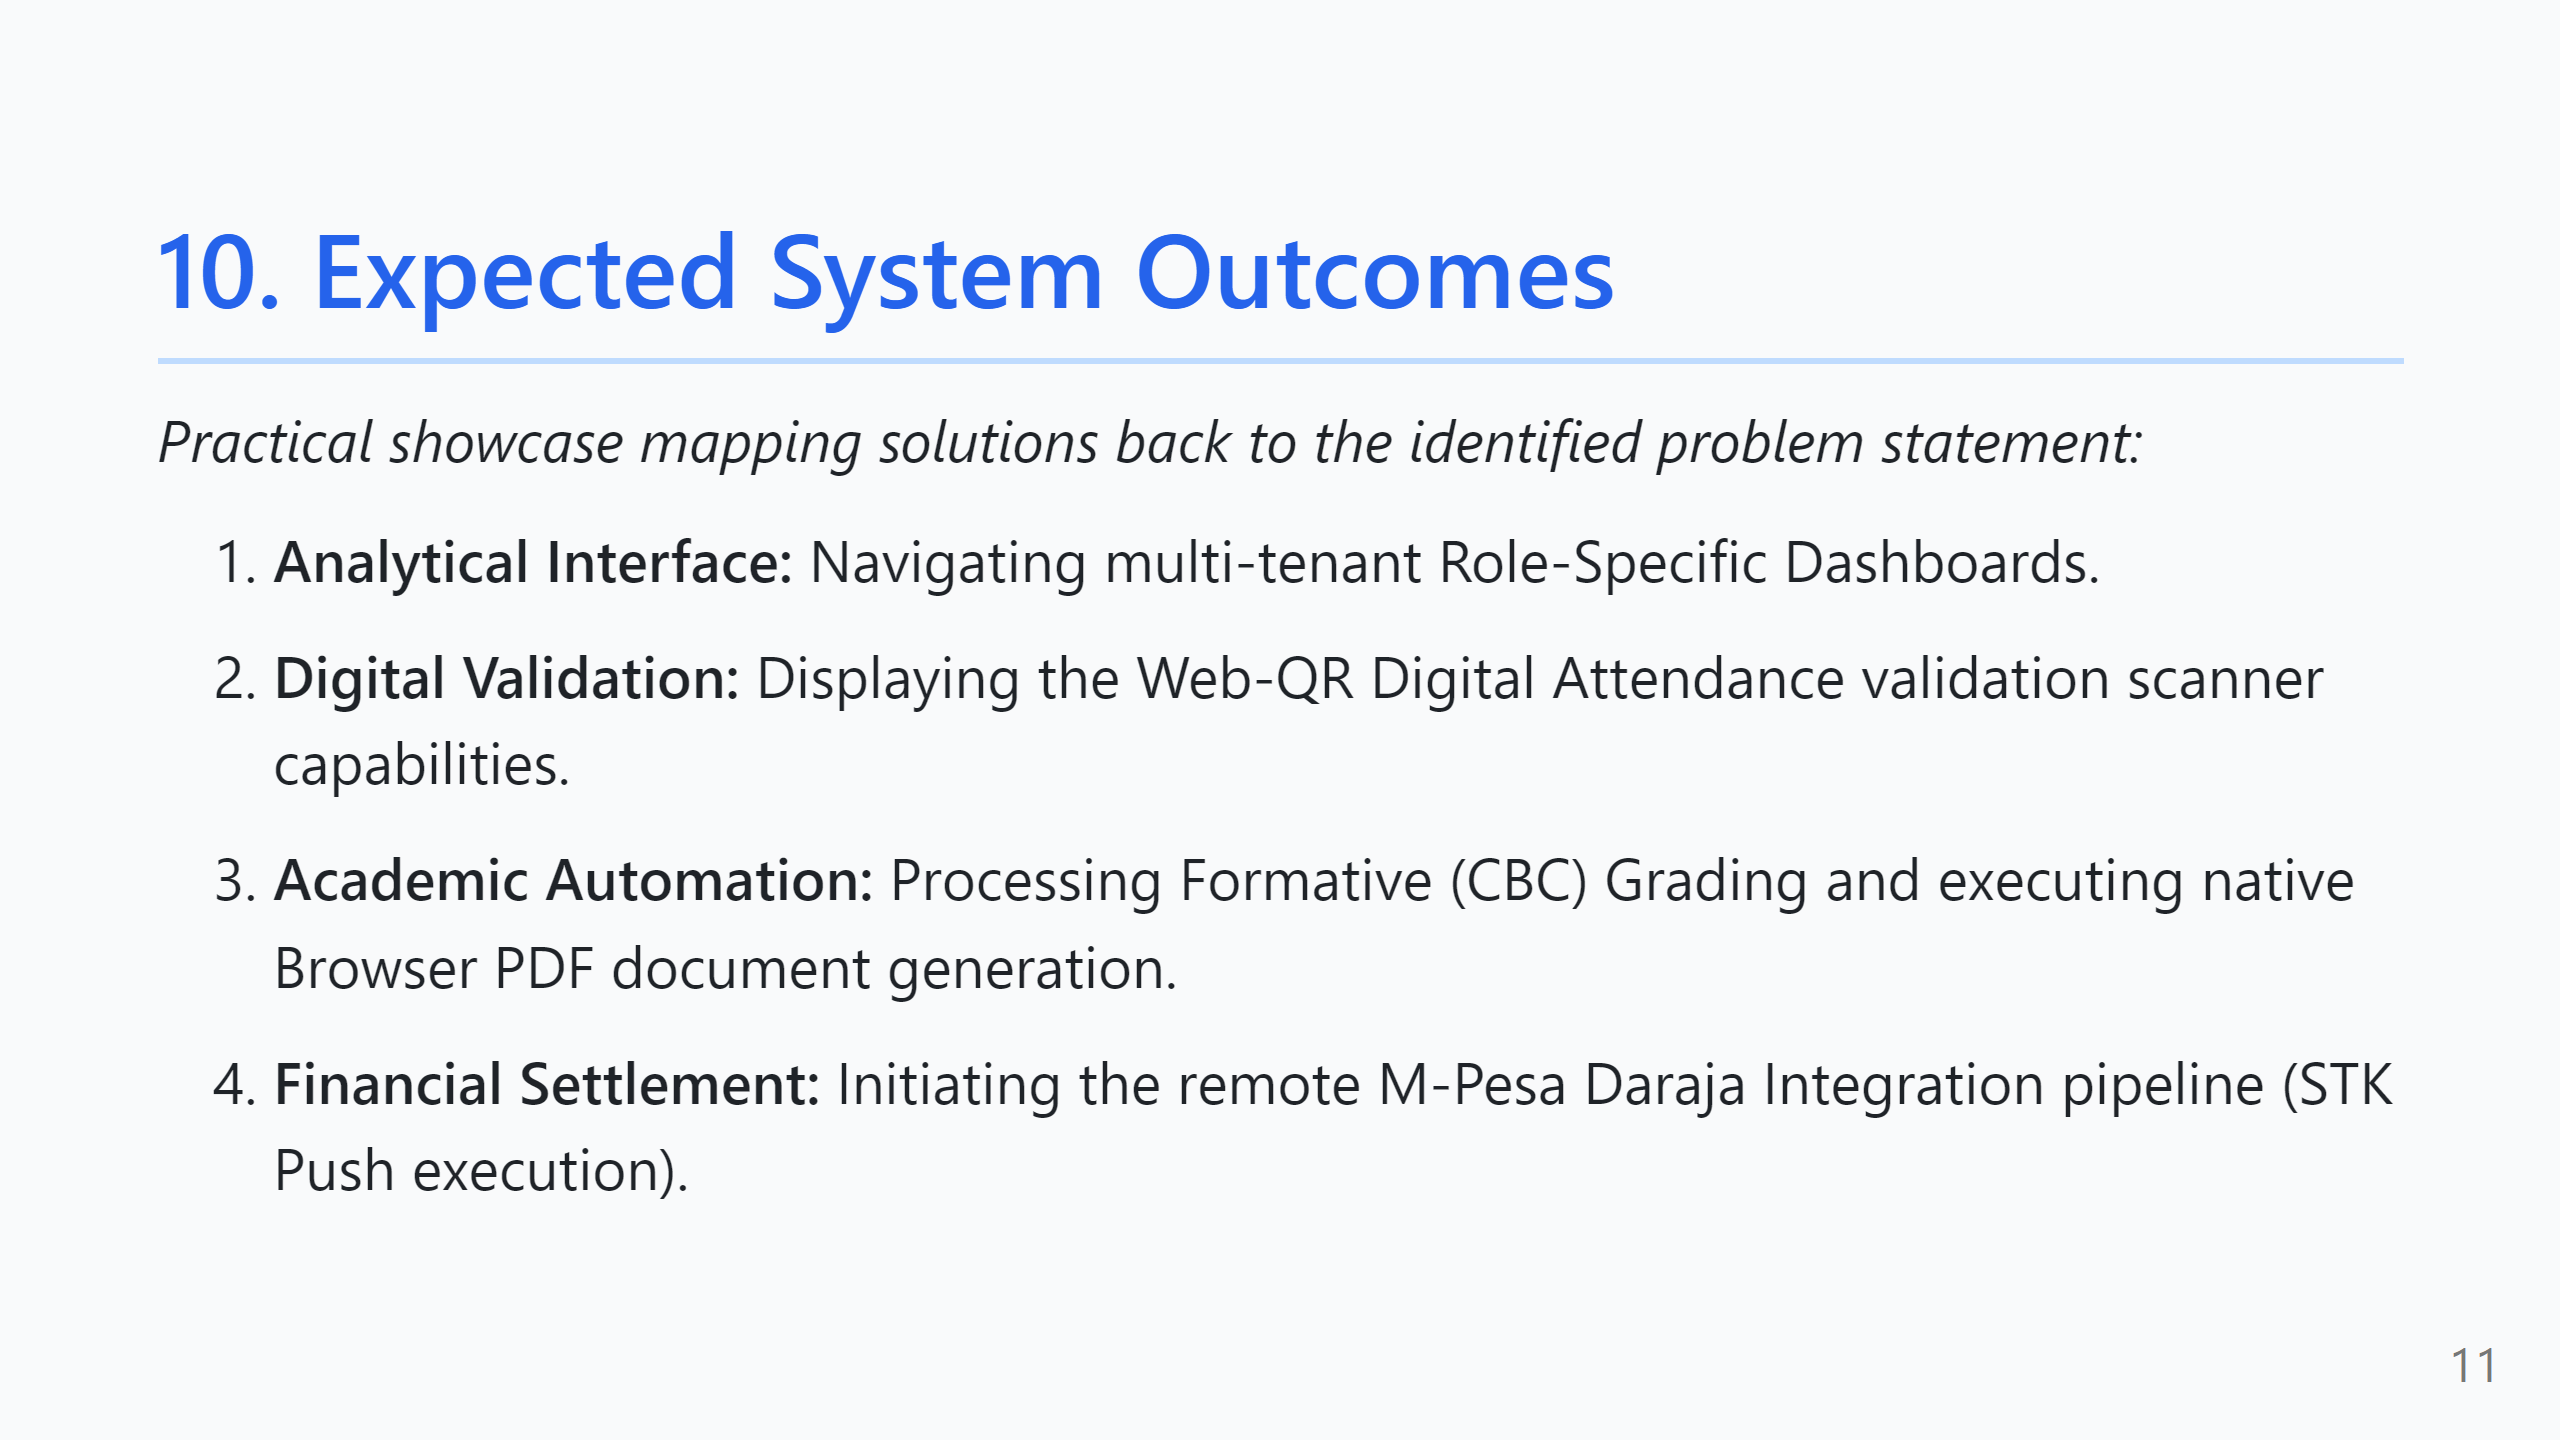 10. Expected System Outcomes
Practical showcase mapping solutions back to the identified problem statement:
1. Analytical Interface: Navigating multi-tenant Role-Specific Dashboards.
2. Digital Validation: Displaying the Web-QR Digital Attendance validation scanner
capabilities.
3. Academic Automation: Processing Formative (CBC) Grading and executing native
Browser PDF document generation.
4. Financial Settlement: Initiating the remote M-Pesa Daraja Integration pipeline (STK
Push execution).
11